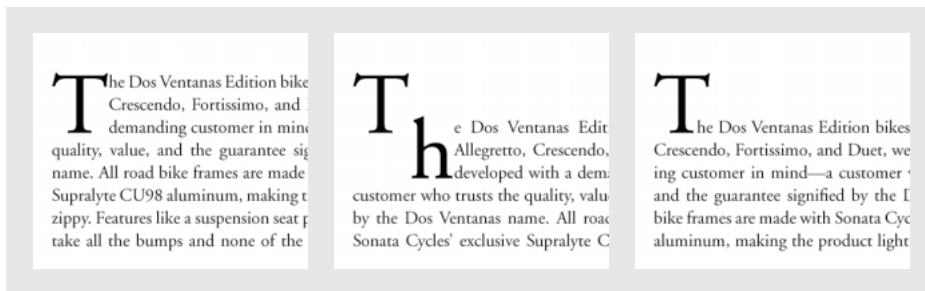 The Dos Ventanas Edition bike
Crescendo, Fortissimo, and
demanding customer in mind
quality, value, and the guarantee sig
name. All road bike frames are made
Supralyte CU98 aluminum, making t
zippy. Features like a suspension seat p
take all the bumps and none of the
The Dos Ventanas Edit
Allegretto, Crescendo,
developed with a dem
customer who trusts the quality, valu
by the Dos Ventanas name. All road
Sonata Cycles' exclusive Supralyte C
The Dos Ventanas Edition bikes
Crescendo, Fortissimo, and Duet, we
ing customer in mind—a customer
and the guarantee signified by the D
bike frames are made with Sonata Cyc
aluminum, making the product light